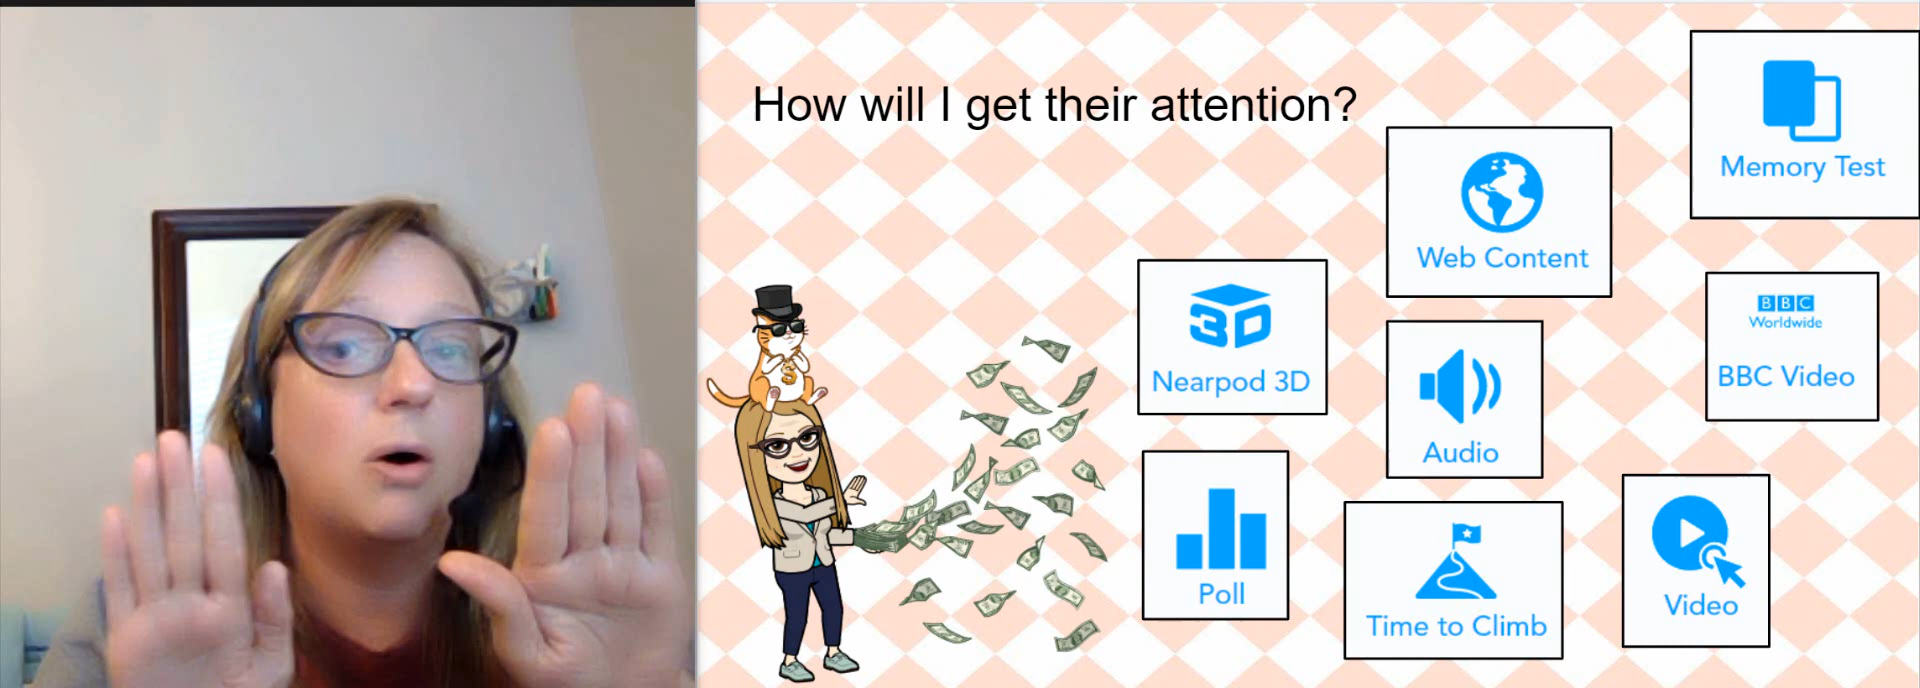 How will I get their attention?
Memory Test
Web Content
3D
Nearpod 3D
BBC
Worldwide
BBC Video
Audio
Poll
Time to Climb
Video